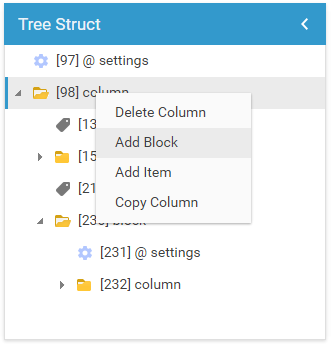 Tree Struct
[97] @ settings
[98] column
Delete Column
Add Block
Add Item
Copy Column
[231] @ settings
[232] column